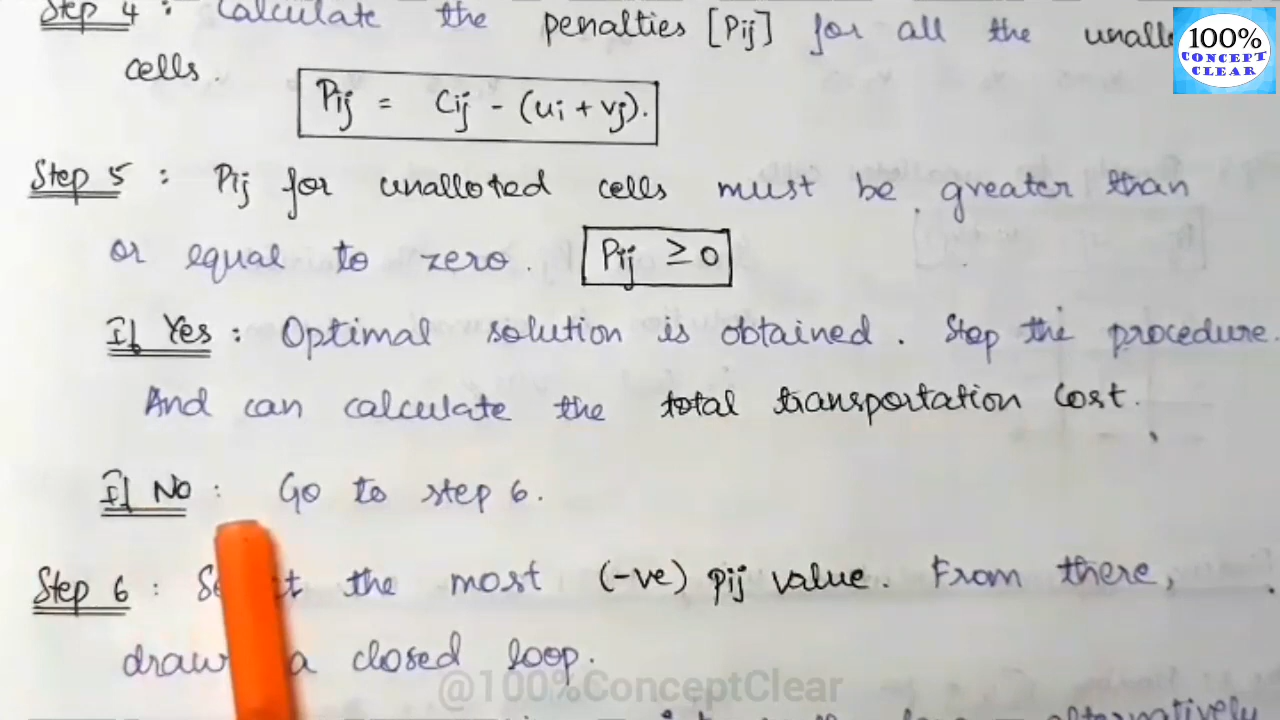 Step 4 : Calculate the penalties [Pij] for all the
cells.
Pij = Cij - (ui + vj).
Step 5 : Pij for unalloted cells must be greater than
or equal to zero. Pij ≥ 0
If Yes : Optimal solution is obtained. Stop the procedure.
And can calculate the total transportation cost.
If No : Go to step 6.
Step 6 : the most (-ve) pij value. From there,
draw a closed loop.
alternatively
100%
CONCEPT
CLEAR
@100%ConceptClear